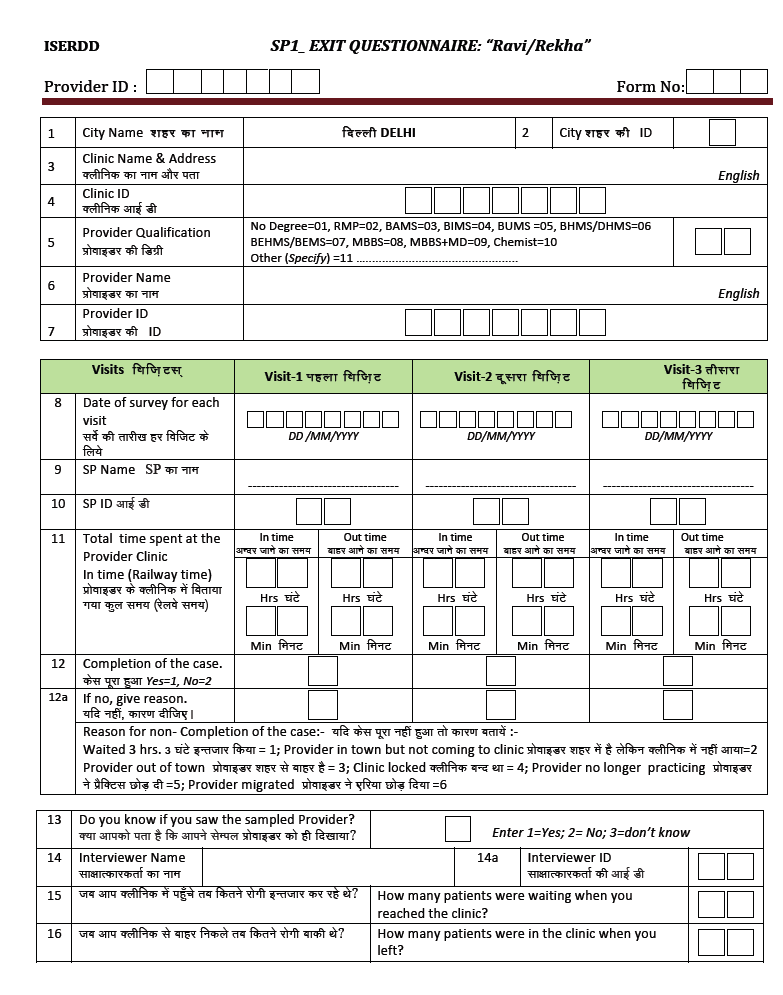 ISERDD SP1_ EXIT QUESTIONNAIRE: “Ravi/Rekha”
Provider ID : Form No:
1 City Name शहर का नाम दिल्ली DELHI 2 City शहर की ID
3 Clinic Name & Address
क्लीनिक का नाम और पता English
4 Clinic ID
क्लीनिक आई डी
5 Provider Qualification
प्रोवाइडर की डिग्री
No Degree=01, RMP=02, BAMS=03, BIMS=04, BUMS =05, BHMS/DHMS=06
BEHMS/BEMS=07, MBBS=08, MBBS+MD=09, Chemist=10
Other (Specify) =11 ……………………………………………
6 Provider Name
प्रोवाइडर का नाम English
7 Provider ID
प्रोवाइडर की ID
Visits विज़िटस् Visit-1 पहला विज़िट Visit-2 दूसरा विज़िट Visit-3 तीसरा
विज़िट
8 Date of survey for each
visit
सर्वे की तारीख हर विजिट के
लिये
DD /MM/YYYY DD/MM/YYYY DD/MM/YYYY
9 SP Name SP का नाम
10 SP ID आई डी
11 Total time spent at the
Provider Clinic
In time (Railway time)
प्रोवाइडर के क्लीनिक में बिताया
गया कुल समय (रेलवे समय)
In time Out time In time Out time In time Out time
अन्दर जाने का समय बाहर आने का समय अन्दर जाने का समय बाहर आने का समय अन्दर जाने का समय बाहर आने का समय
Hrs घंटे Hrs घंटे Hrs घंटे Hrs घंटे Hrs घंटे Hrs घंटे
Min मिनट Min मिनट Min मिनट Min मिनट Min मिनट Min मिनट
12 Completion of the case.
केस पूरा हुआ Yes=1, No=2
12a If no, give reason.
यदि नहीं, कारण दीजिए।
Reason for non- Completion of the case:- यदि केस पूरा नहीं हुआ तो कारण बतायें :-
Waited 3 hrs. ३ घंटे इन्तजार किया = 1; Provider in town but not coming to clinic प्रोवाइडर शहर में है लेकिन क्लीनिक में नहीं आया=2
Provider out of town प्रोवाइडर शहर से बाहर है = 3; Clinic locked क्लीनिक बन्द था = 4; Provider no longer practicing प्रोवाइडर
ने प्रैक्टिस छोड़ दी =5; Provider migrated प्रोवाइडर ने एरिया छोड़ दिया =6
13 Do you know if you saw the sampled Provider?
क्या आपको पता है कि आपने सेम्पल प्रोवाइडर को ही दिखाया?
Enter 1=Yes; 2= No; 3=don’t know
14 Interviewer Name
साक्षात्कारकर्ता का नाम
14a Interviewer ID
साक्षात्कारकर्ता की आई डी
15 जब आप क्लीनिक में पहुँचे तब कितने रोगी इन्तजार कर रहे थे? How many patients were waiting when you
reached the clinic?
16 जब आप क्लीनिक से बाहर निकले तब कितने रोगी बाकी थे? How many patients were in the clinic when you
left?